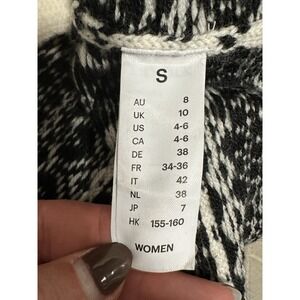 S
AU 8
UK 10
US 4-6
CA 4-6
DE 38
FR 34-36
IT 42
NL 38
JP 7
HK 155-160
WOMEN